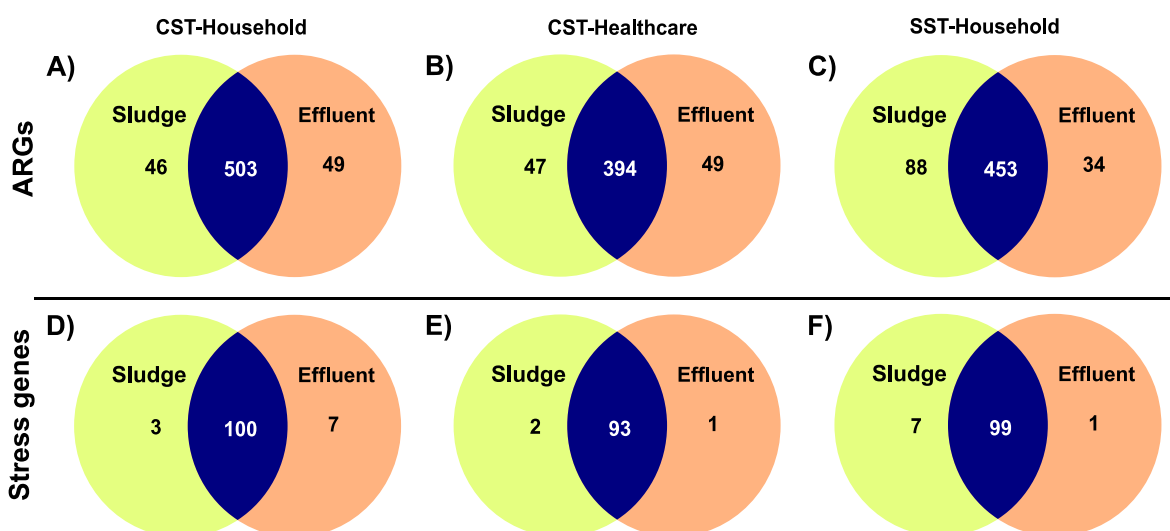 CST-Household
CST-Healthcare
SST-Household
ARGs
A)
Sludge
Effluent
46
503
49
B)
Sludge
Effluent
47
394
49
C)
Sludge
Effluent
88
453
34
Stress genes
D)
Sludge
Effluent
3
100
7
E)
Sludge
Effluent
2
93
1
F)
Sludge
Effluent
7
99
1